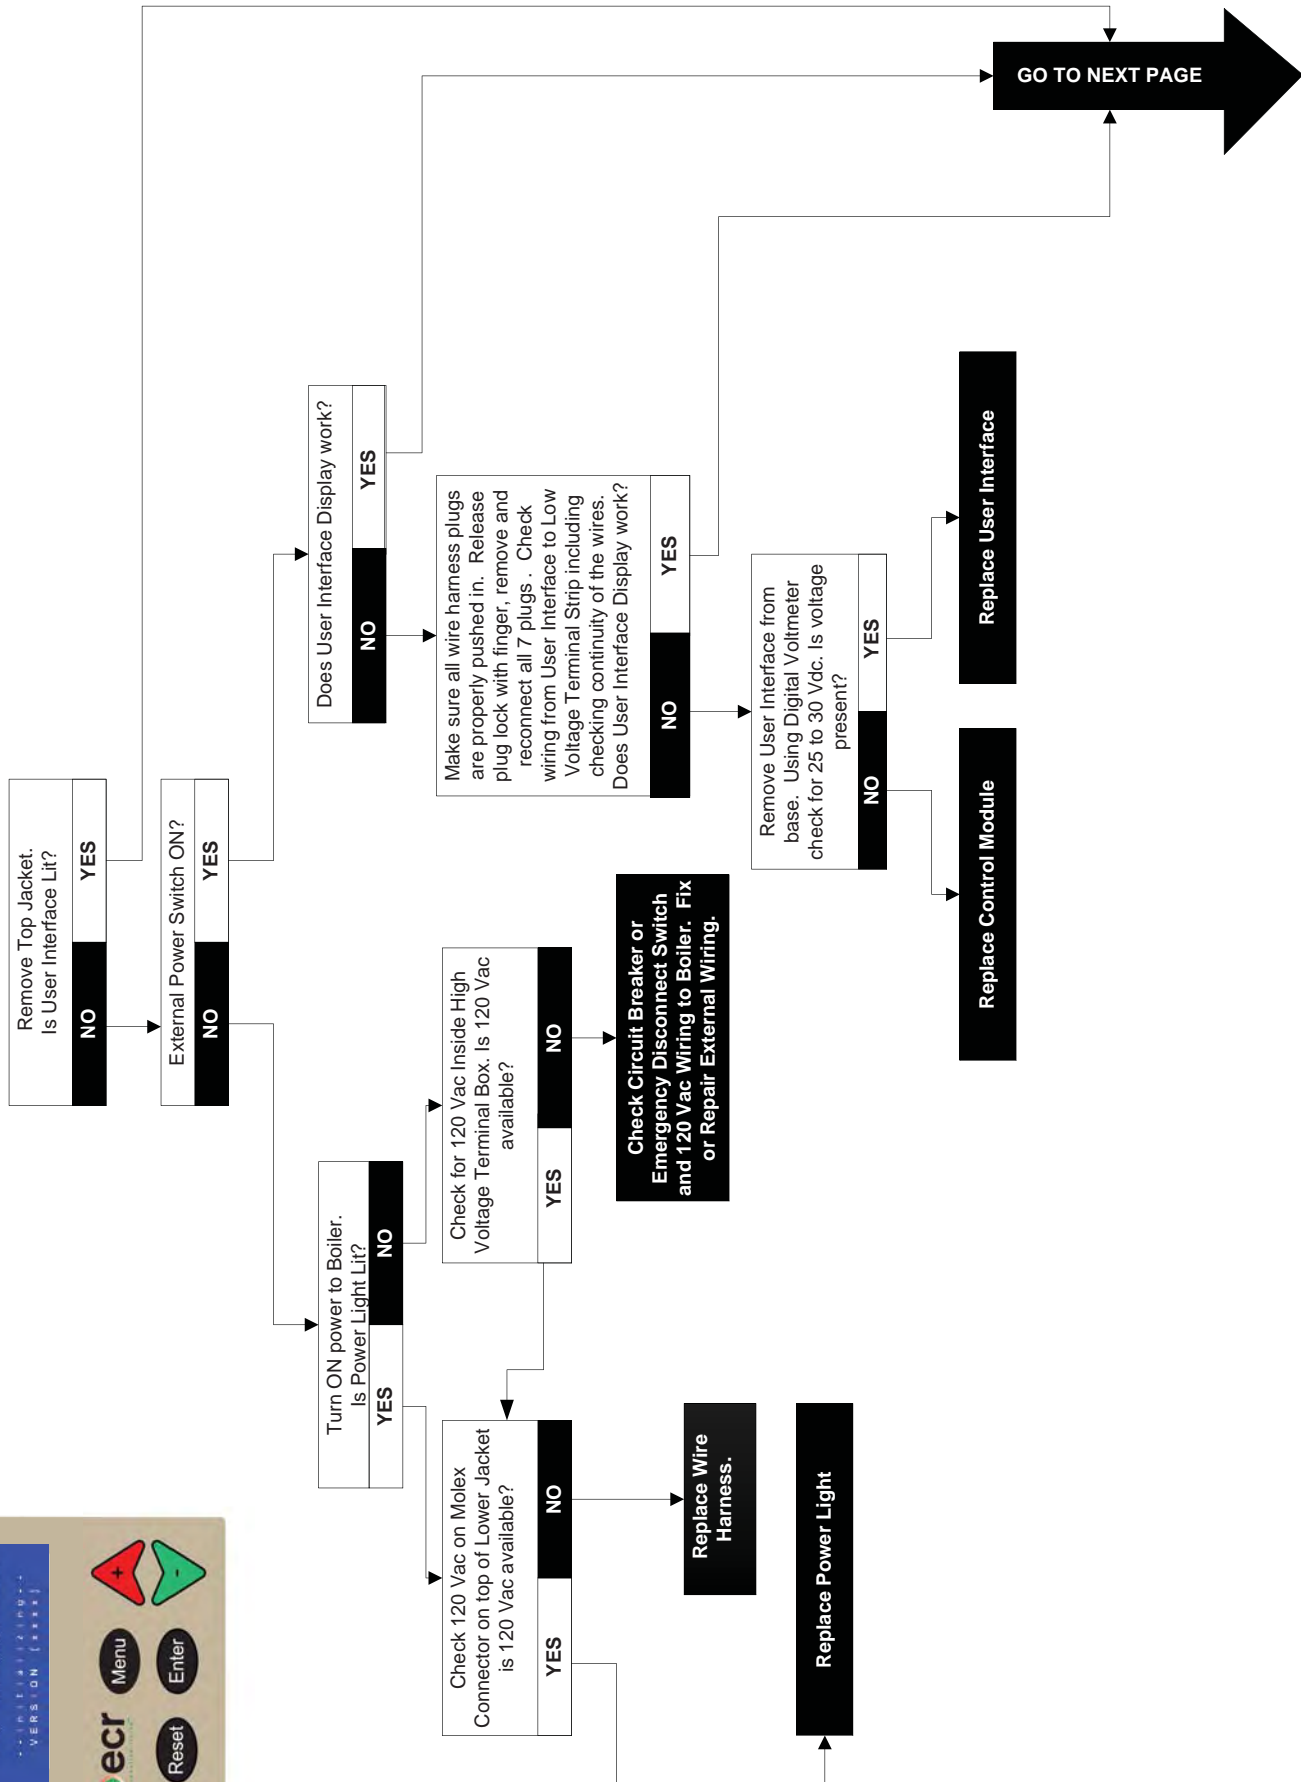 --initializing--
VERSION [xxxx]
ecr
Menu
Reset
Enter
+
-
Remove Top Jacket.
Is User Interface Lit?
NO
YES
External Power Switch ON?
NO
YES
Turn ON power to Boiler.
Is Power Light Lit?
YES
NO
Does User Interface Display work?
NO
YES
Check 120 Vac on Molex
Connector on top of Lower Jacket
is 120 Vac available?
YES
NO
Check for 120 Vac Inside High
Voltage Terminal Box. Is 120 Vac
available?
YES
NO
Make sure all wire harness plugs
are properly pushed in. Release
plug lock with finger, remove and
reconnect all 7 plugs . Check
wiring from User Interface to Low
Voltage Terminal Strip including
checking continuity of the wires.
Does User Interface Display work?
NO
YES
Replace Wire
Harness.
Check Circuit Breaker or
Emergency Disconnect Switch
and 120 Vac Wiring to Boiler. Fix
or Repair External Wiring.
Remove User Interface from
base. Using Digital Voltmeter
check for 25 to 30 Vdc. Is voltage
present?
NO
YES
Replace Power Light
Replace Control Module
Replace User Interface
GO TO NEXT PAGE